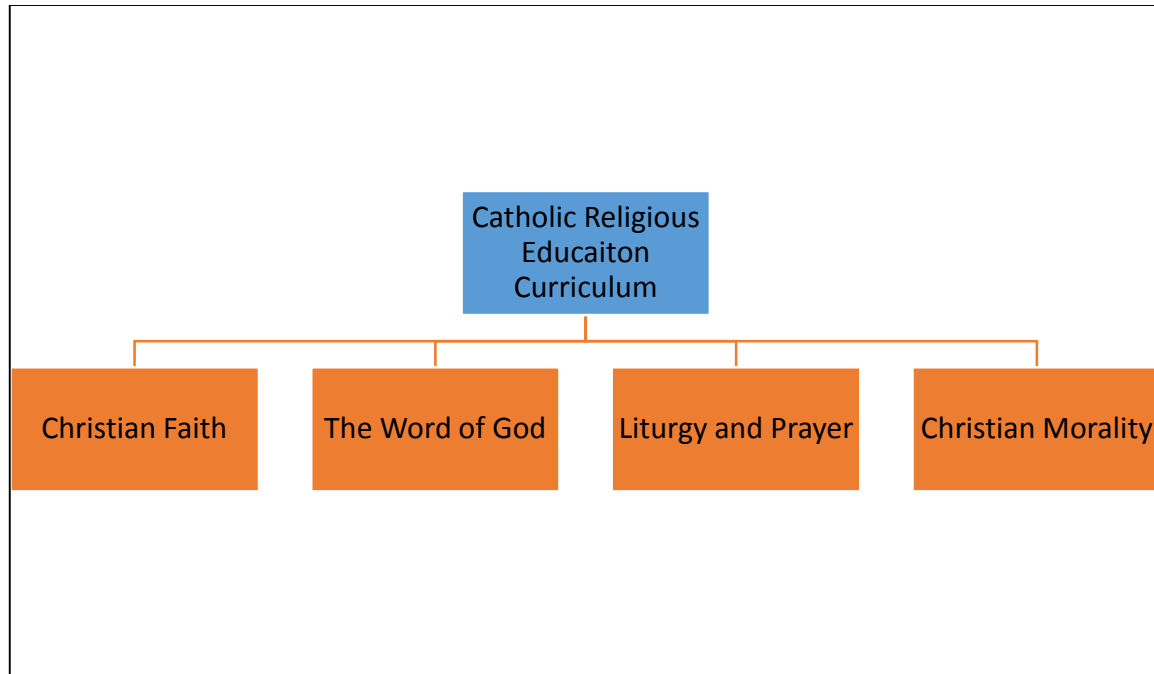 Catholic Religious
Educaiton
Curriculum
Christian Faith
The Word of God
Liturgy and Prayer
Christian Morality